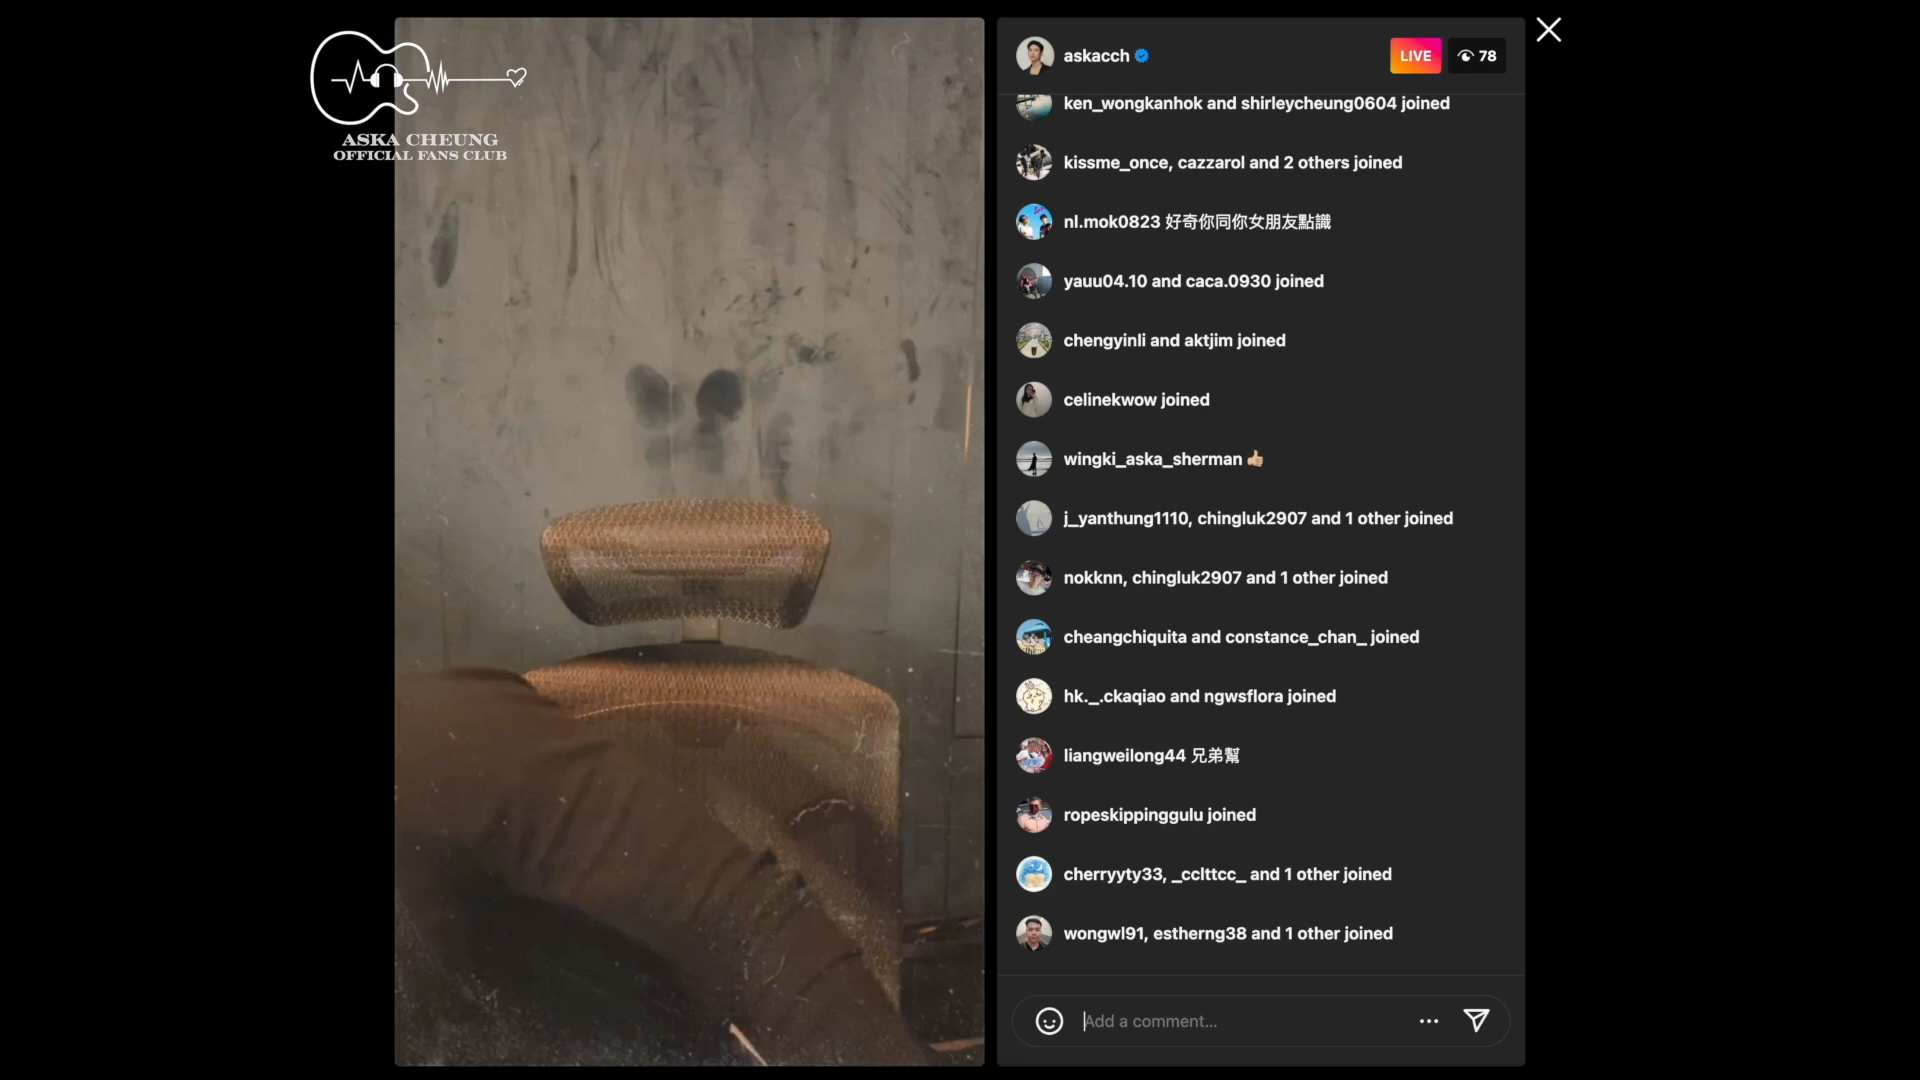 ASKA CHEUNG
OFFICIAL FANS CLUB
askacch
LIVE
78
ken_wongkanhok and shirleycheung0604 joined
kissme_once, cazzarol and 2 others joined
nl.mok0823 好奇你同你女朋友點識
yauu04.10 and caca.0930 joined
chengyinli and aktjim joined
celinekwow joined
wingki_aska_sherman 👍🏼
j_yanthung1110, chingluk2907 and 1 other joined
nokknn, chingluk2907 and 1 other joined
cheangchiquita and constance_chan_ joined
hk._.ckaqiao and ngwsflora joined
liangweilong44 兄弟幫
ropeskippinggulu joined
cherryyty33, _cclttcc_ and 1 other joined
wongwl91, estherng38 and 1 other joined
Add a comment...